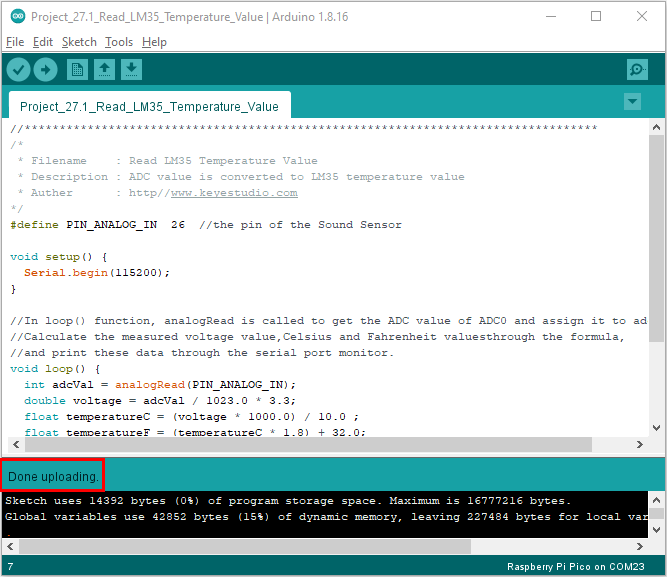 Project_27.1_Read_LM35_Temperature_Value | Arduino 1.8.16
File Edit Sketch Tools Help
Project_27.1_Read_LM35_Temperature_Value
//**********************************************************************************
/*
 * Filename    : Read LM35 Temperature Value
 * Description : ADC value is converted to LM35 temperature value
 * Auther      : http//www.keyestudio.com
*/
#define PIN_ANALOG_IN  26  //the pin of the Sound Sensor
void setup() {
  Serial.begin(115200);
}
//In loop() function, analogRead is called to get the ADC value of ADC0 and assign it to ad
//Calculate the measured voltage value,Celsius and Fahrenheit valuesthrough the formula,
//and print these data through the serial port monitor.
void loop() {
  int adcVal = analogRead(PIN_ANALOG_IN);
  double voltage = adcVal / 1023.0 * 3.3;
  float temperatureC = (voltage * 1000.0) / 10.0 ;
  float temperatureF = (temperatureC * 1.8) + 32.0;
Done uploading.
Sketch uses 14392 bytes (0%) of program storage space. Maximum is 16777216 bytes.
Global variables use 42852 bytes (15%) of dynamic memory, leaving 227484 bytes for local var
.
7
Raspberry Pi Pico on COM23